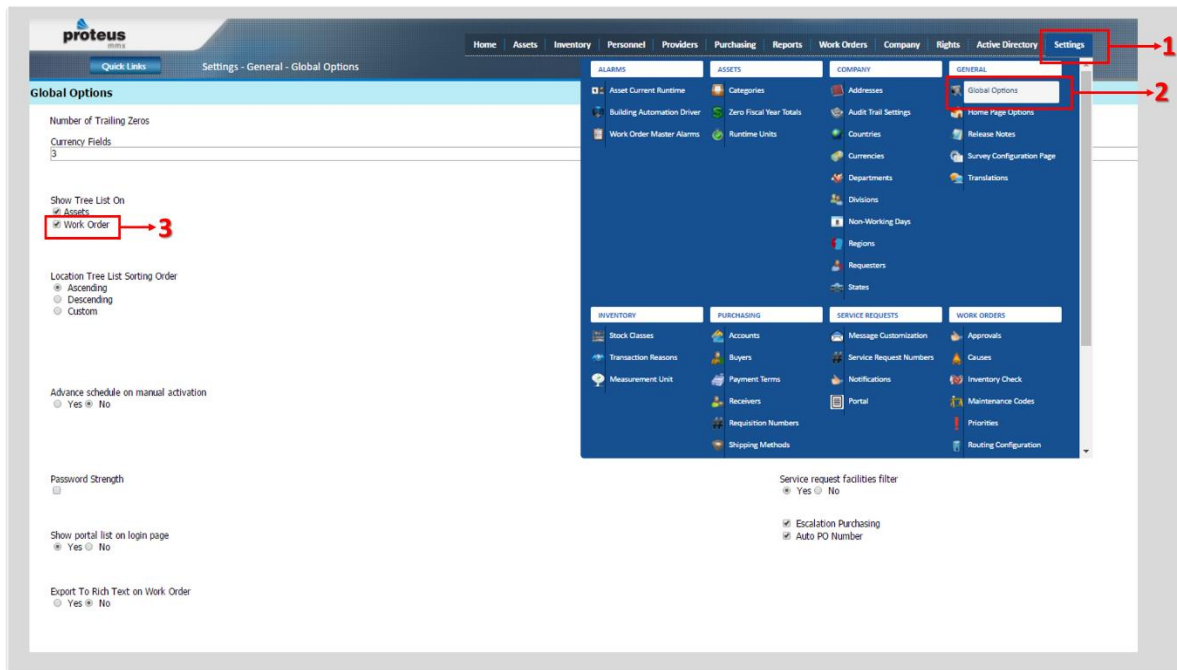 proteus
mmx
Home Assets Inventory Personnel Providers Purchasing Reports Work Orders Company Rights Active Directory Settings
1
Quick Links
Settings - General - Global Options
Global Options
Number of Trailing Zeros
Currency Fields
3
Show Tree List On
Assets
Work Order
3
Location Tree List Sorting Order
Ascending
Descending
Custom
Advance schedule on manual activation
Yes No
Password Strength
Show portal list on login page
Yes No
Export To Rich Text on Work Order
Yes No
ALARMS
Asset Current Runtime
Building Automation Driver
Work Order Master Alarms
ASSETS
Categories
Zero Fiscal Year Totals
Runtime Units
COMPANY
Addresses
Audit Trail Settings
Countries
Currencies
Departments
Divisions
Non-Working Days
Regions
Requesters
States
GENERAL
Global Options
2
Home Page Options
Release Notes
Survey Configuration Page
Translations
INVENTORY
Stock Classes
Transaction Reasons
Measurement Unit
PURCHASING
Accounts
Buyers
Payment Terms
Receivers
Requisition Numbers
Shipping Methods
SERVICE REQUESTS
Message Customization
Service Request Numbers
Notifications
Portal
WORK ORDERS
Approvals
Causes
Inventory Check
Maintenance Codes
Priorities
Routing Configuration
Service request facilities filter
Yes No
Escalation Purchasing
Auto PO Number